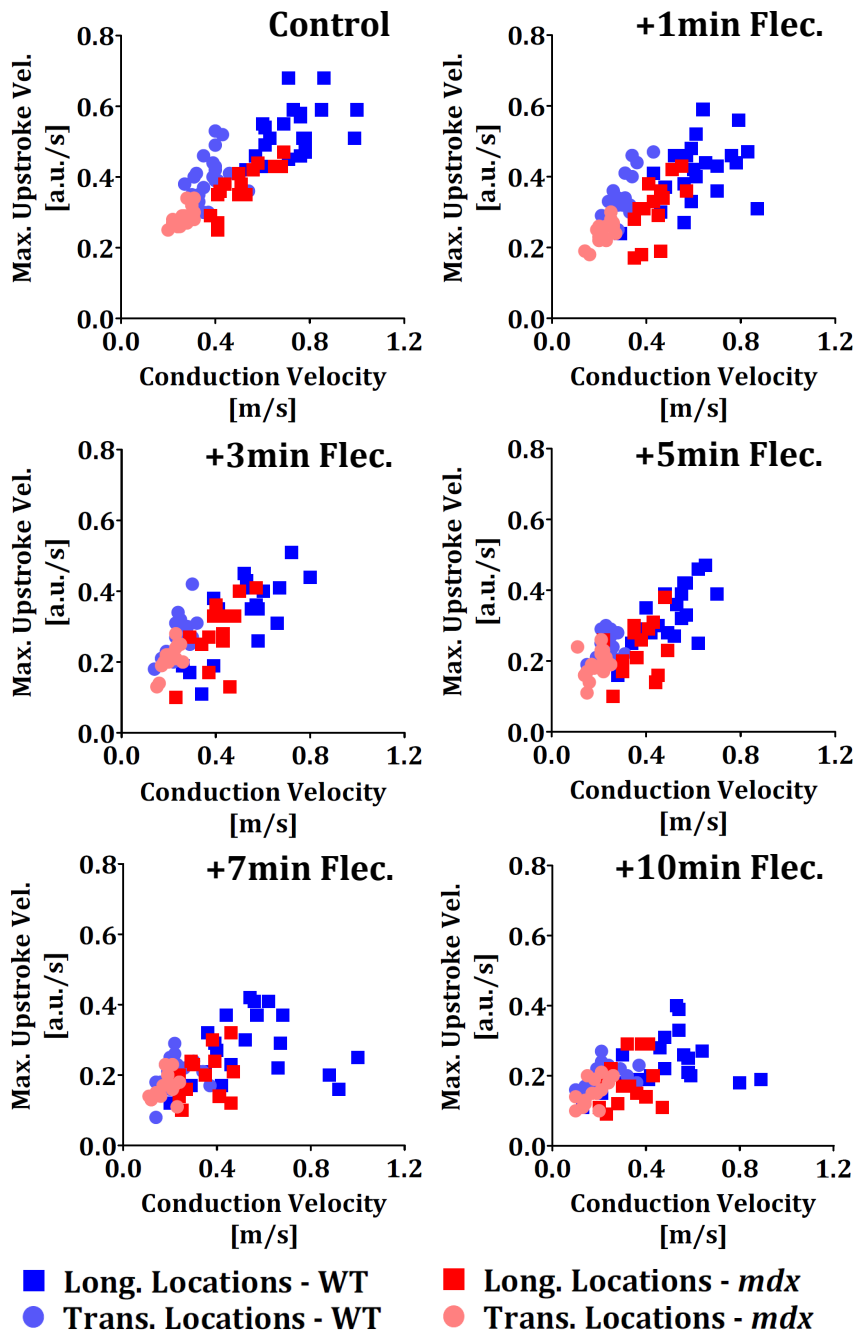 Control
Max. Upstroke Vel.
[a.u./s]
0.8
0.6
0.4
0.2
0.0
0.0 0.4 0.8 1.2
Conduction Velocity
[m/s]
+1min Flec.
Max. Upstroke Vel.
[a.u./s]
0.8
0.6
0.4
0.2
0.0
0.0 0.4 0.8 1.2
Conduction Velocity
[m/s]
+3min Flec.
Max. Upstroke Vel.
[a.u./s]
0.8
0.6
0.4
0.2
0.0
0.0 0.4 0.8 1.2
Conduction Velocity
[m/s]
+5min Flec.
Max. Upstroke Vel.
[a.u./s]
0.8
0.6
0.4
0.2
0.0
0.0 0.4 0.8 1.2
Conduction Velocity
[m/s]
+7min Flec.
Max. Upstroke Vel.
[a.u./s]
0.8
0.6
0.4
0.2
0.0
0.0 0.4 0.8 1.2
Conduction Velocity
[m/s]
+10min Flec.
Max. Upstroke Vel.
[a.u./s]
0.8
0.6
0.4
0.2
0.0
0.0 0.4 0.8 1.2
Conduction Velocity
[m/s]
Long. Locations - WT
Trans. Locations - WT
Long. Locations - mdx
Trans. Locations - mdx